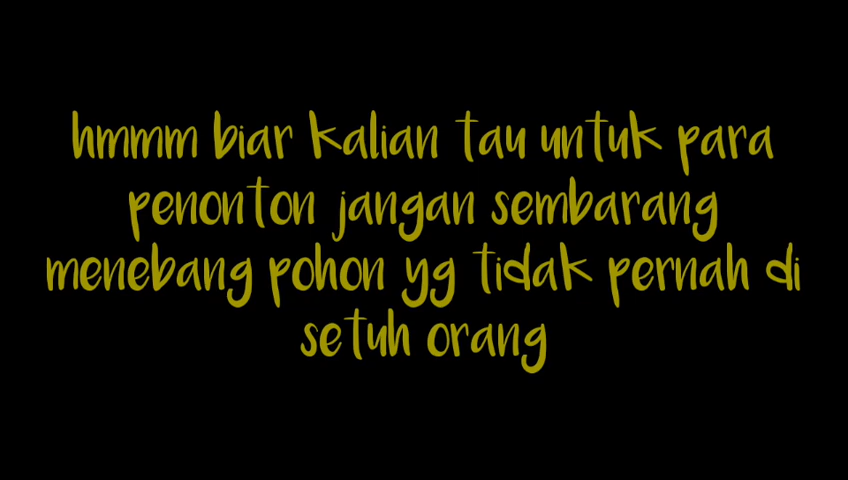 hmmm biar kalian tau untuk para
penonton jangan sembarang
menebang pohon yg tidak pernah di
setuh orang